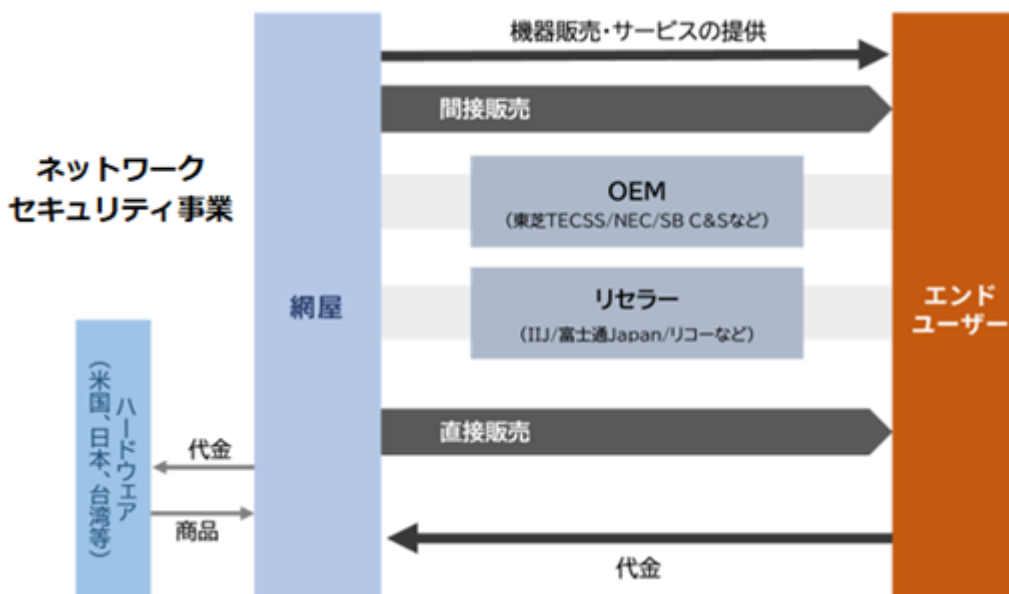 機器販売・サービスの提供
間接販売
ネットワーク
セキュリティ事業
OEM
（東芝TECSS/NEC/SB C&Sなど）
網屋
リセラー
（IIJ/富士通Japan/リコーなど）
エンド
ユーザー
ハードウェア
（米国、日本、台湾等）
直接販売
代金
商品
代金